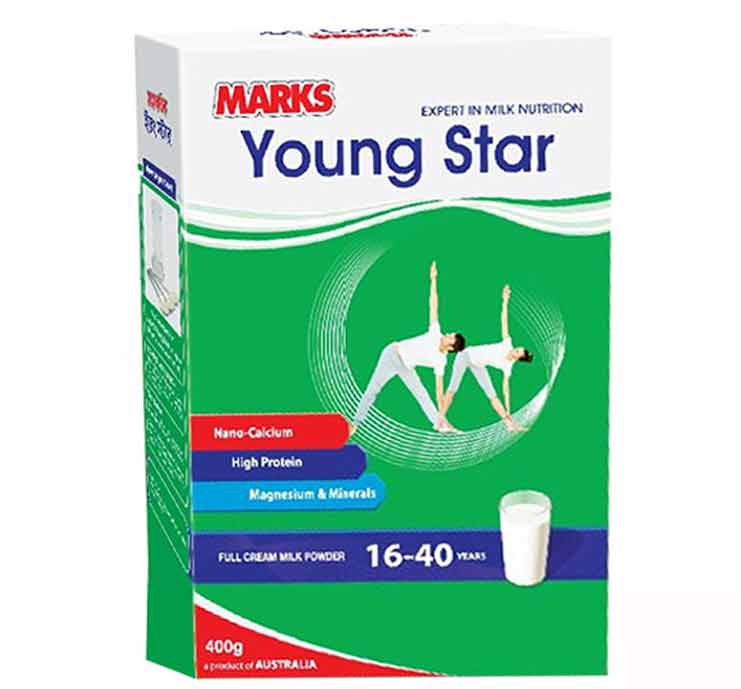 MARKS
EXPERT IN MILK NUTRITION
Young Star
Nano-Calcium
High Protein
Magnesium & Minerals
FULL CREAM MILK POWDER 16-40 YEARS
400g
a product of AUSTRALIA
MARKS